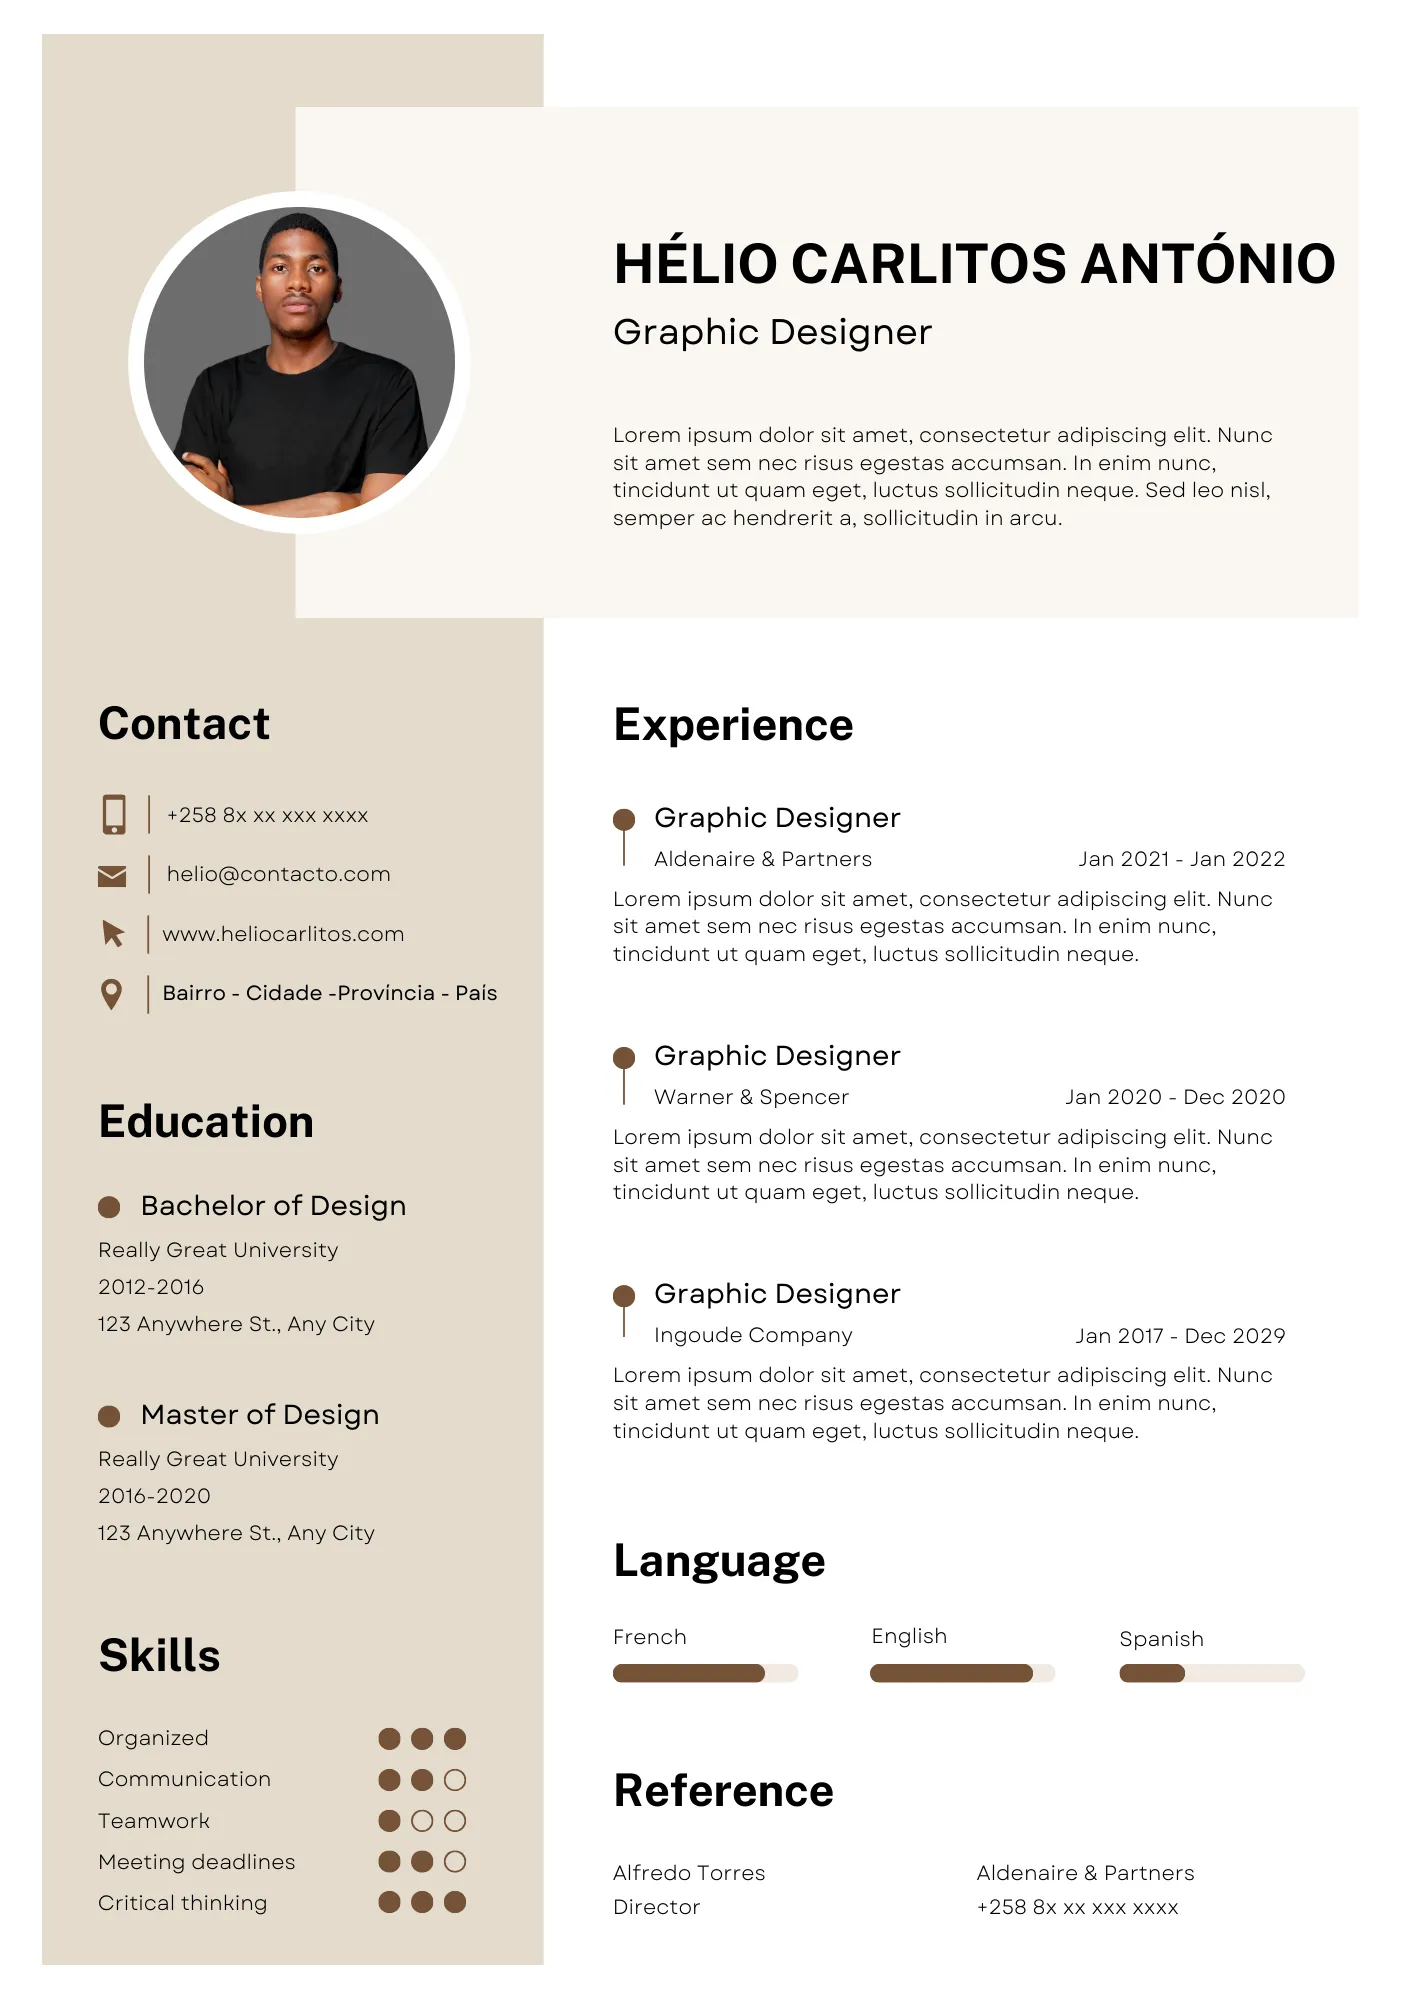 HÉLIO CARLITOS ANTÓNIO
Graphic Designer
Lorem ipsum dolor sit amet, consectetur adipiscing elit. Nunc
sit amet sem nec risus egestas accumsan. In enim nunc,
tincidunt ut quam eget, luctus sollicitudin neque. Sed leo nisl,
semper ac hendrerit a, sollicitudin in arcu.
Contact
+258 8x xx xxx xxxx
helio@contacto.com
www.heliocarlitos.com
Bairro - Cidade -Província - País
Education
Bachelor of Design
Really Great University
2012-2016
123 Anywhere St., Any City
Master of Design
Really Great University
2016-2020
123 Anywhere St., Any City
Skills
Organized
Communication
Teamwork
Meeting deadlines
Critical thinking
Experience
Graphic Designer
Aldenaire & Partners Jan 2021 - Jan 2022
Lorem ipsum dolor sit amet, consectetur adipiscing elit. Nunc
sit amet sem nec risus egestas accumsan. In enim nunc,
tincidunt ut quam eget, luctus sollicitudin neque.
Graphic Designer
Warner & Spencer Jan 2020 - Dec 2020
Lorem ipsum dolor sit amet, consectetur adipiscing elit. Nunc
sit amet sem nec risus egestas accumsan. In enim nunc,
tincidunt ut quam eget, luctus sollicitudin neque.
Graphic Designer
Ingoude Company Jan 2017 - Dec 2029
Lorem ipsum dolor sit amet, consectetur adipiscing elit. Nunc
sit amet sem nec risus egestas accumsan. In enim nunc,
tincidunt ut quam eget, luctus sollicitudin neque.
Language
French English Spanish
Reference
Alfredo Torres Aldenaire & Partners
Director +258 8x xx xxx xxxx